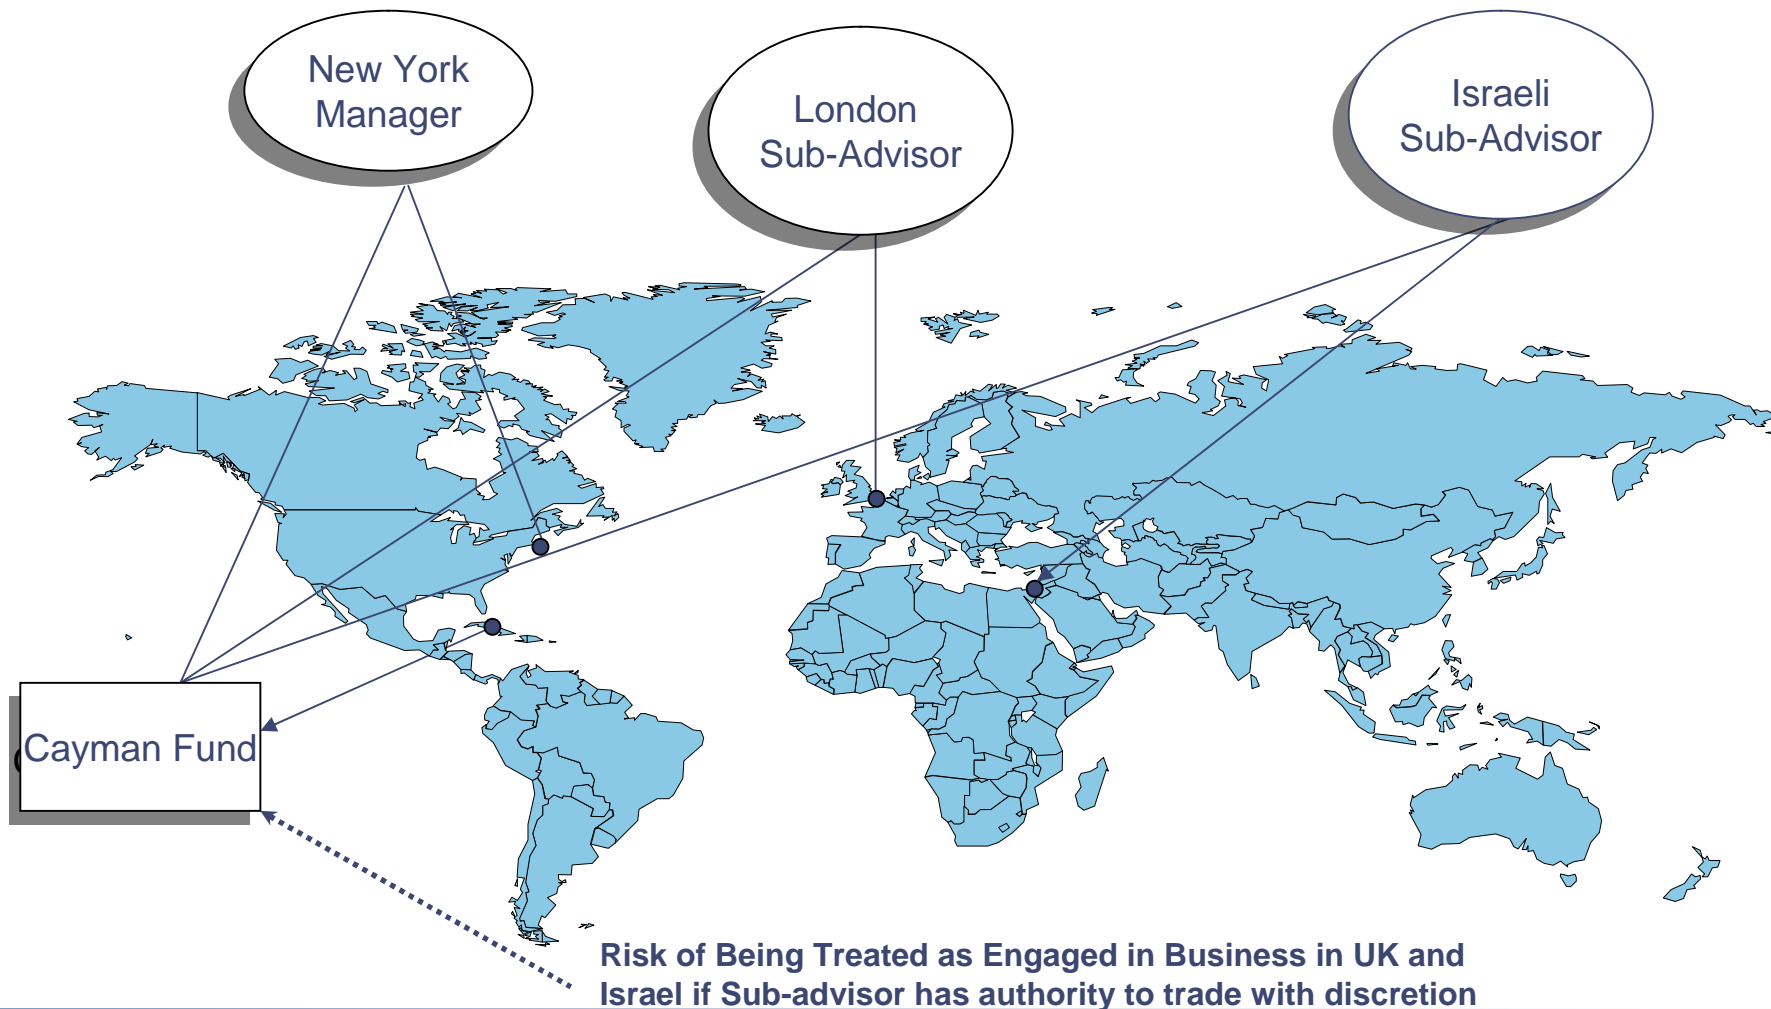 New York
Manager
London
Sub-Advisor
Israeli
Sub-Advisor
Cayman Fund
Risk of Being Treated as Engaged in Business in UK and
Israel if Sub-advisor has authority to trade with discretion